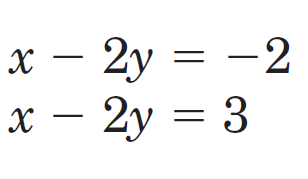 x − 2y = −2
x − 2y = 3